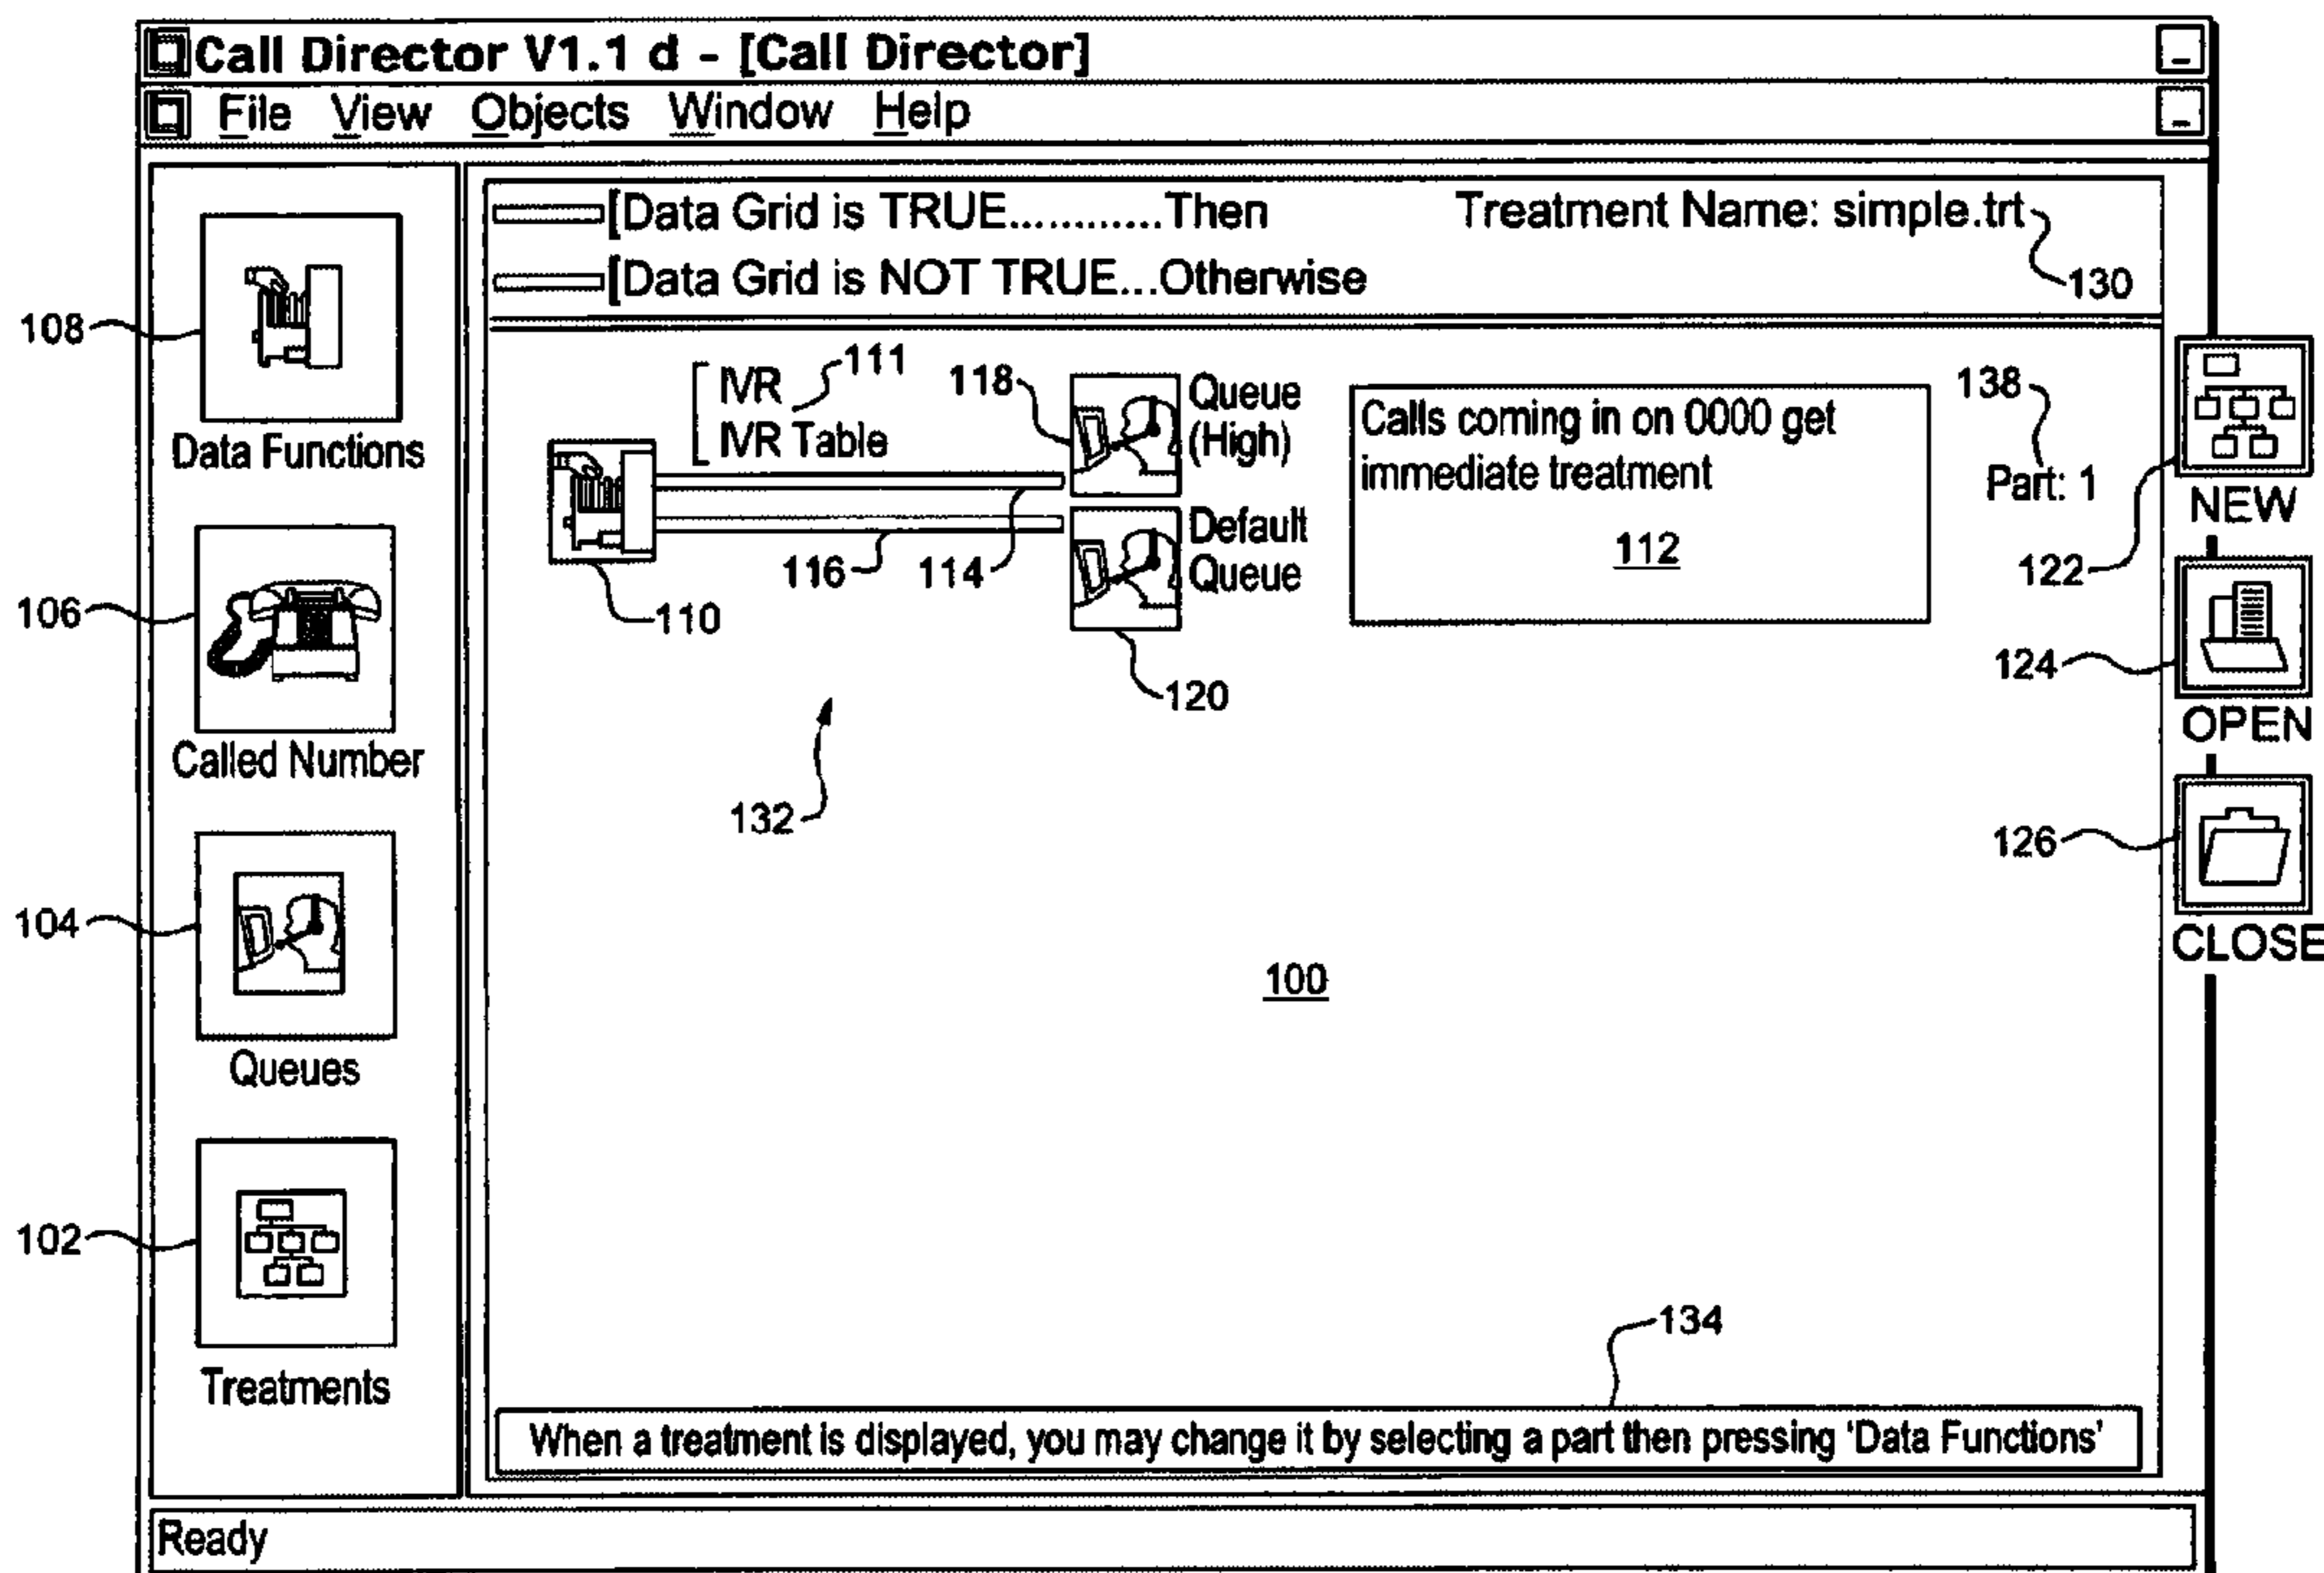 Call Director V1.1 d - [Call Director]
File View Objects Window Help
[Data Grid is TRUE............Then
Treatment Name: simple.trt
[Data Grid is NOT TRUE...Otherwise
130
108
Data Functions
IVR
IVR Table
111
118
Queue
(High)
Calls coming in on 0000 get
immediate treatment
112
138
Part: 1
NEW
122
110
116
114
Default
Queue
120
106
Called Number
124
OPEN
132
126
CLOSE
104
Queues
100
102
Treatments
134
When a treatment is displayed, you may change it by selecting a part then pressing 'Data Functions'
Ready